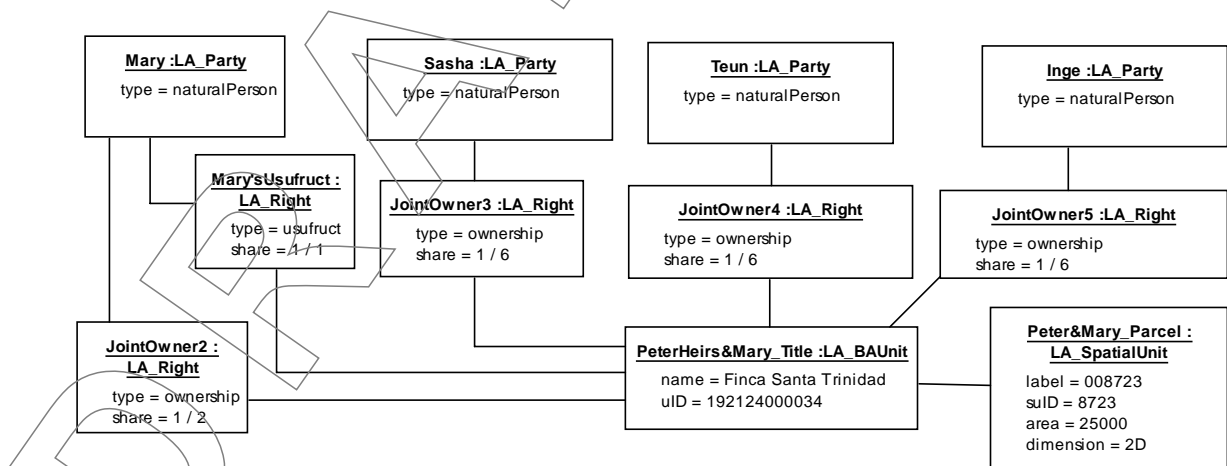 Mary :LA_Party
type = naturalPerson
Sasha :LA_Party
type = naturalPerson
Teun :LA_Party
type = naturalPerson
Inge :LA_Party
type = naturalPerson
Mary'sUsufruct :
LA_Right
type = usufruct
share = 1 / 1
JointOwner3 :LA_Right
type = ownership
share = 1 / 6
JointOwner4 :LA_Right
type = ownership
share = 1 / 6
JointOwner5 :LA_Right
type = ownership
share = 1 / 6
JointOwner2 :
LA_Right
type = ownership
share = 1 / 2
PeterHeirs&Mary_Title :LA_BAUnit
name = Finca Santa Trinidad
uID = 192124000034
Peter&Mary_Parcel :
LA_SpatialUnit
label = 008723
suID = 8723
area = 25000
dimension = 2D